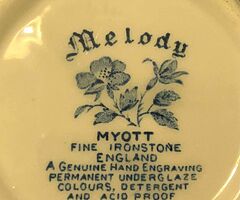 Melody
MYOTT
FINE IRONSTONE
ENGLAND
A GENUINE HAND ENGRAVING
PERMANENT UNDERGLAZE
COLOURS, DETERGENT
AND ACID PROOF